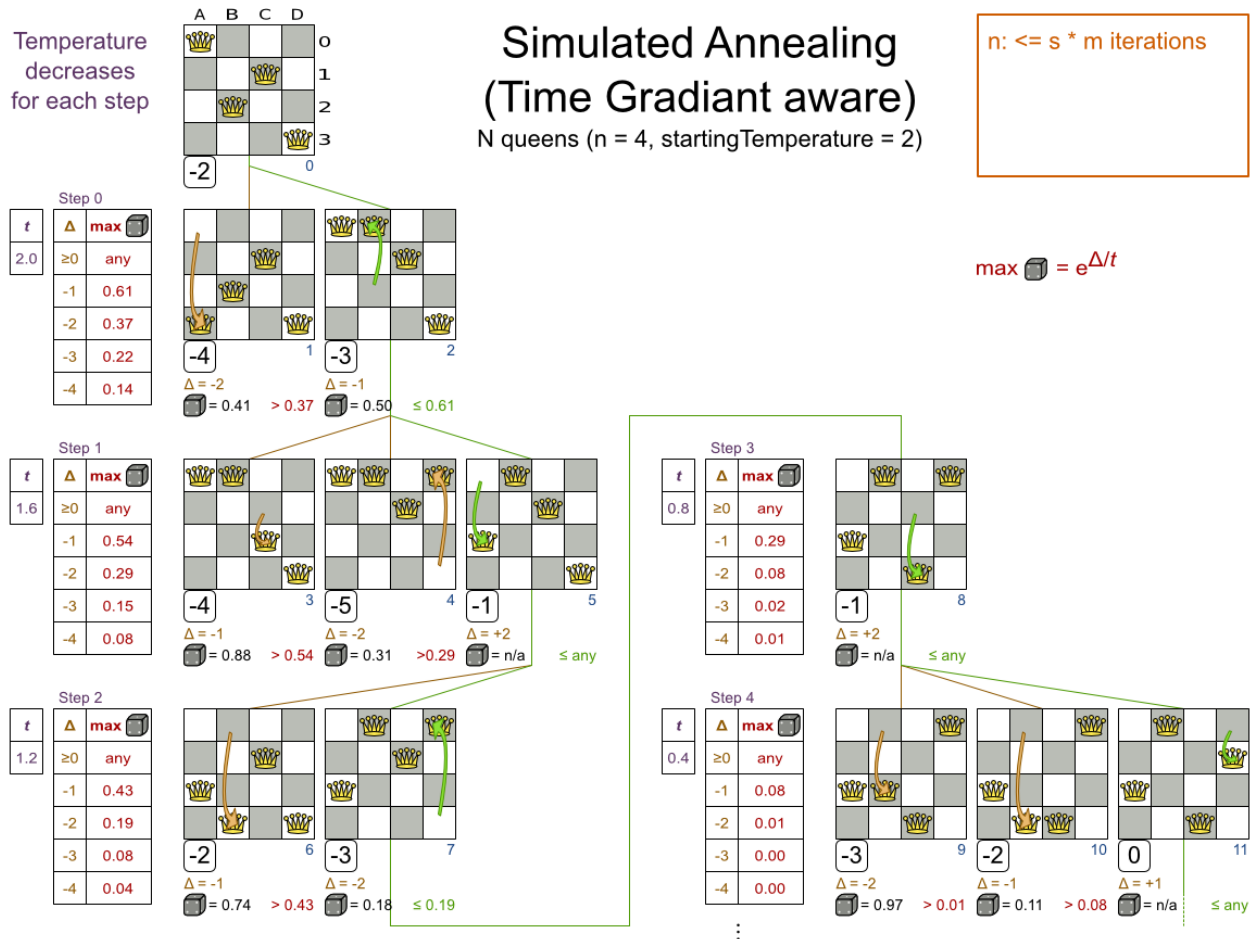 Temperature
decreases
for each step
A B C D
0
1
2
3
-2
0
Simulated Annealing
(Time Gradiant aware)
N queens (n = 4, startingTemperature = 2)
n: <= s * m iterations
max = e^Δ/t
Step 0
t
2.0
Δ max
≥0 any
-1 0.61
-2 0.37
-3 0.22
-4 0.14
-4
1
Δ = -2
= 0.41 > 0.37
-3
2
Δ = -1
= 0.50 ≤ 0.61
Step 1
t
1.6
Δ max
≥0 any
-1 0.54
-2 0.29
-3 0.15
-4 0.08
-4
3
Δ = -1
= 0.88 > 0.54
-5
4
Δ = -2
= 0.31 >0.29
-1
5
Δ = +2
= n/a ≤ any
Step 2
t
1.2
Δ max
≥0 any
-1 0.43
-2 0.19
-3 0.08
-4 0.04
-2
6
Δ = -1
= 0.74 > 0.43
-3
7
Δ = -2
= 0.18 ≤ 0.19
Step 3
t
0.8
Δ max
≥0 any
-1 0.29
-2 0.08
-3 0.02
-4 0.01
-1
8
Δ = +2
= n/a ≤ any
Step 4
t
0.4
Δ max
≥0 any
-1 0.08
-2 0.01
-3 0.00
-4 0.00
-3
9
Δ = -2
= 0.97 > 0.01
-2
10
Δ = -1
= 0.11 > 0.08
0
11
Δ = +1
= n/a ≤ any
⋮